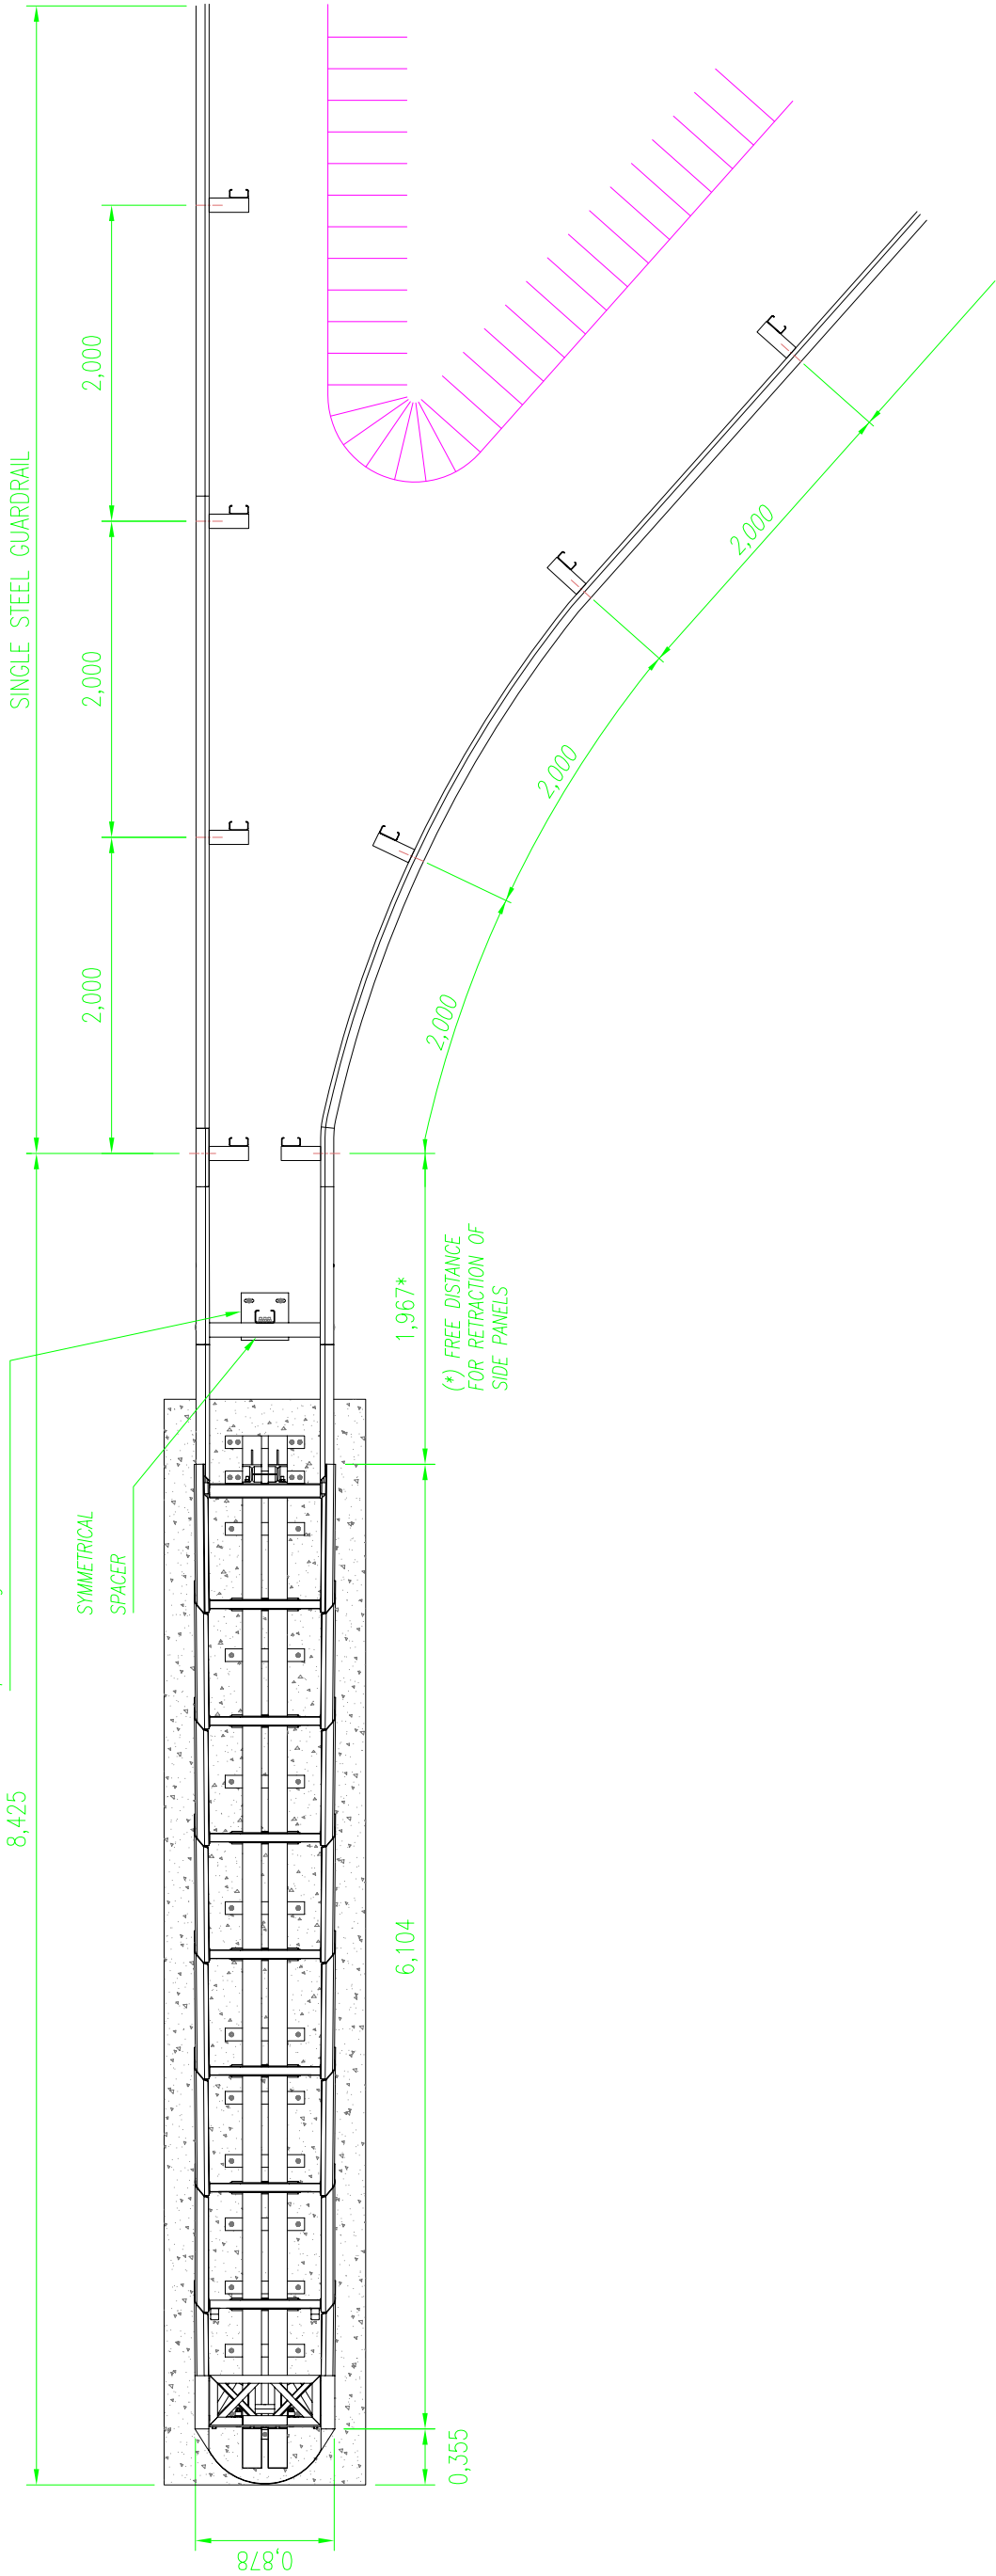 SINGLE STEEL GUARDRAIL
2,000
2,000
2,000
8,425
SYMMETRICAL
SPACER
2,000
2,000
2,000
1,967*
(*) FREE DISTANCE
FOR RETRACTION OF
SIDE PANELS
6,104
0,355
0,878